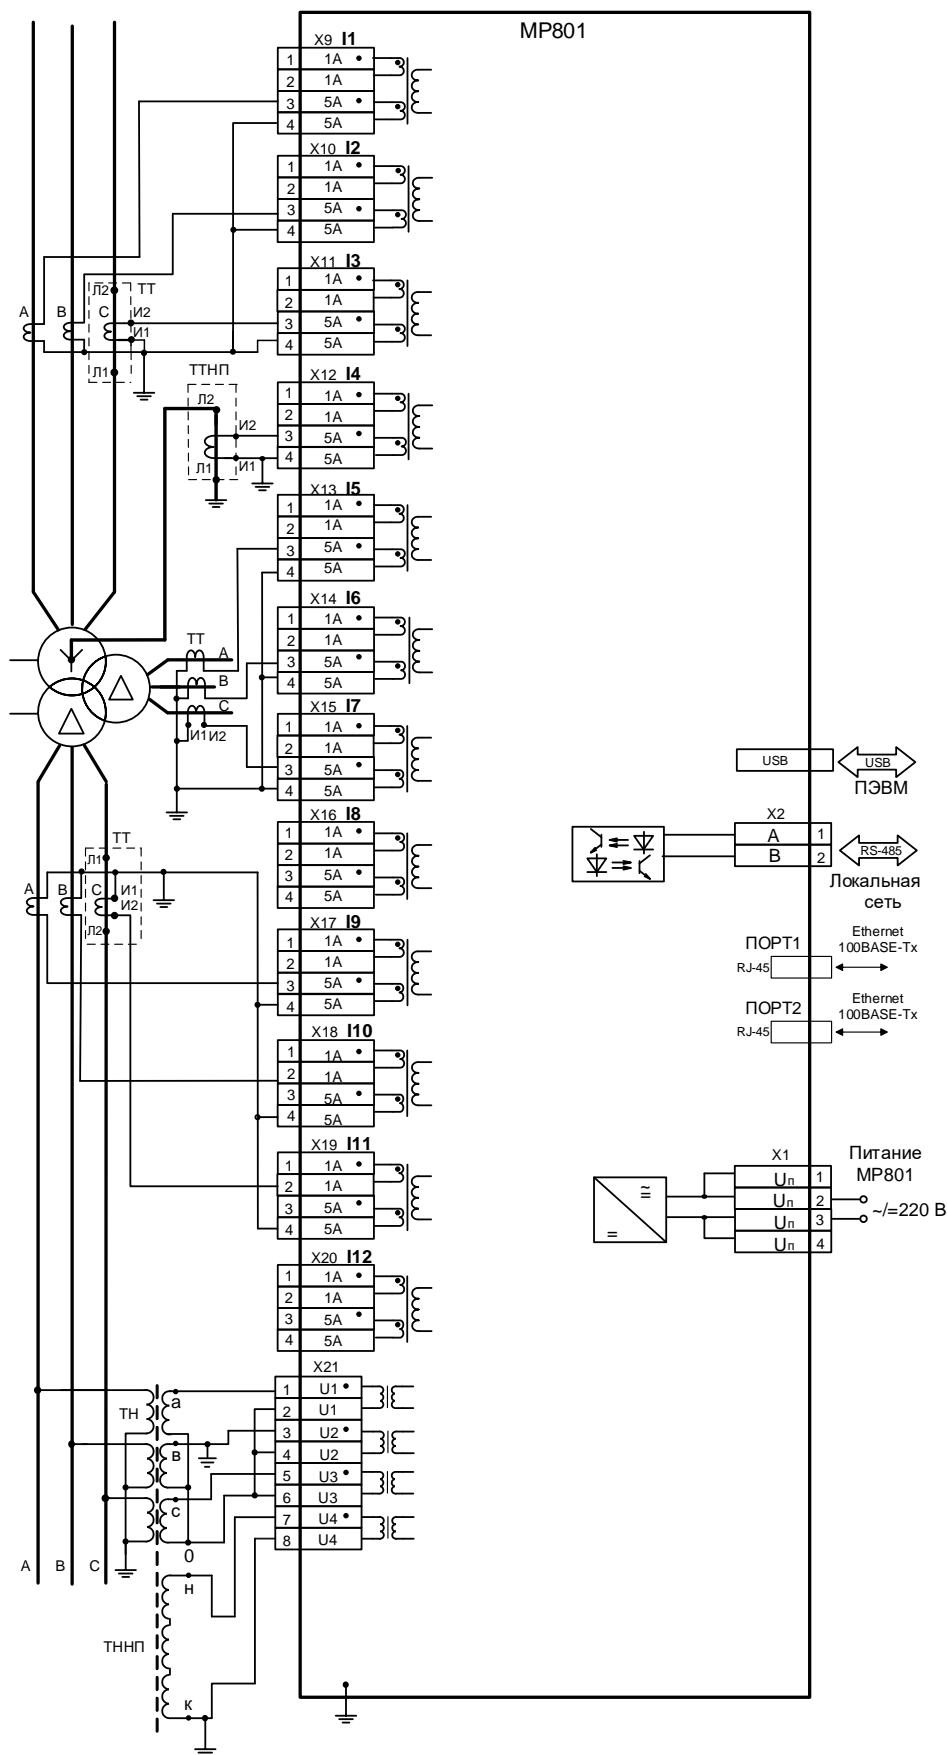 МР801
X9 I1
1 1А
2 1А
3 5А
4 5А
X10 I2
1 1А
2 1А
3 5А
4 5А
X11 I3
1 1А
2 1А
3 5А
4 5А
Л2 ТТ
А В С И2
И1
Л1
ТТНП
X12 I4
1 1А
2 1А
3 5А
4 5А
Л2
И2
Л1 И1
X13 I5
1 1А
2 1А
3 5А
4 5А
X14 I6
1 1А
2 1А
3 5А
4 5А
ТТ
А
В
С
И1 И2
X15 I7
1 1А
2 1А
3 5А
4 5А
USB
USB
ПЭВМ
X16 I8
1 1А
2 1А
3 5А
4 5А
X2
А 1
В 2
RS-485
Локальная
сеть
ТТ
Л1
А В С И1
И2
Л2
X17 I9
1 1А
2 1А
3 5А
4 5А
ПОРТ1
RJ-45
Ethernet
100BASE-Tx
ПОРТ2
RJ-45
Ethernet
100BASE-Tx
X18 I10
1 1А
2 1А
3 5А
4 5А
X19 I11
1 1А
2 1А
3 5А
4 5А
X1
Uп 1
Uп 2
Uп 3
Uп 4
Питание
МР801
~/=220 В
X20 I12
1 1А
2 1А
3 5А
4 5А
X21
1 U1
2 U1
3 U2
4 U2
5 U3
6 U3
7 U4
8 U4
ТН
а
в
с
0
А В С
н
ТННП
к